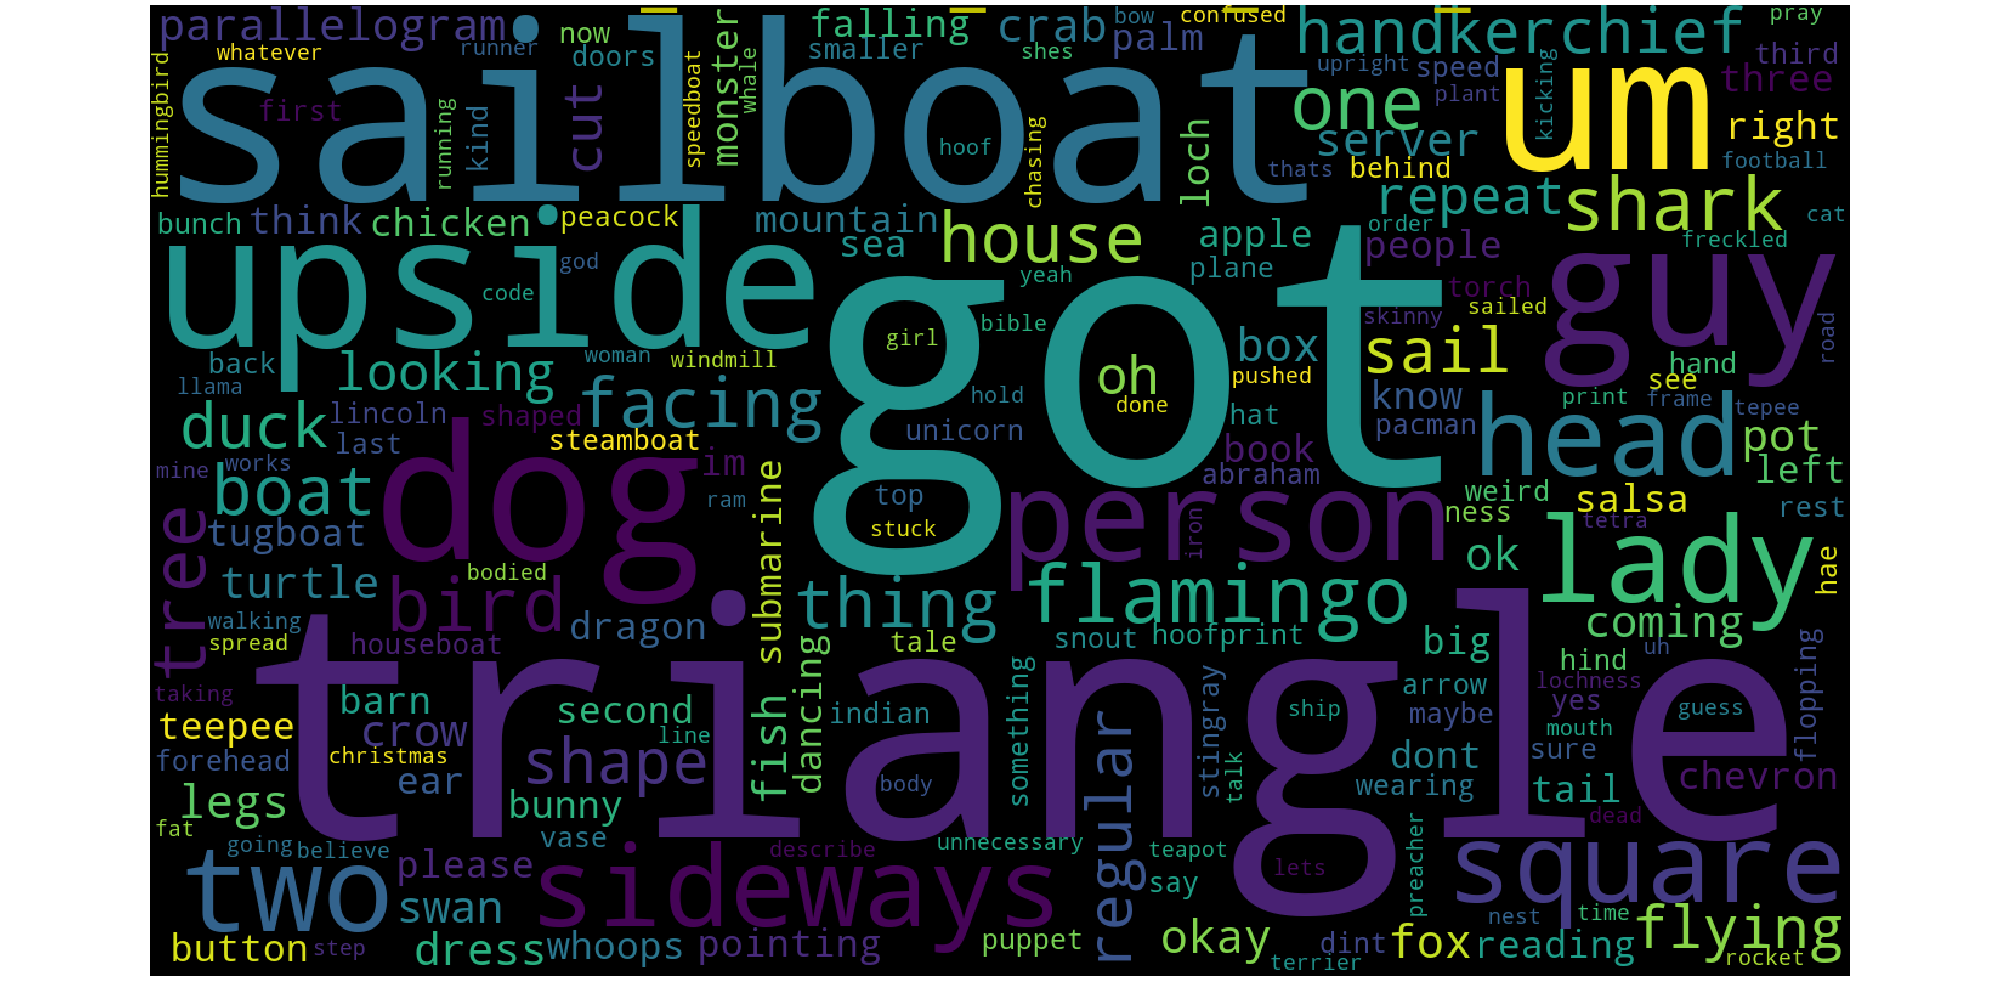 parallelogram
falling
crab
bow
confused
handkerchief
pray
whatever
runner
now
doors
smaller
shes
palm
third
sailboat
um
hummingbird
first
running
kind
cut
speedboat
monster
whale
hoof
chasing
loch
one
upright
speed
plant
kicking
three
server
right
thats
behind
football
bunch
think
chicken
peacock
mountain
sea
house
apple
repeat
shark
order
cat
upside
god
code
yeah
plane
people
freckled
guy
got
girl
bible
torch
skinny
sailed
road
back
looking
woman
windmill
box
sail
hand
llama
facing
oh
pushed
see
duck
lincoln
shaped
hold
done
hat
know
print
frame
tepee
last
steamboat
unicorn
book
pacman
head
pot
mine
works
dog
im
abraham
left
boat
ram
top
person
weird
salsa
rest
tree
tugboat
submarine
stuck
iron
ness
tetra
lady
turtle
bodied
bird
thing
flamingo
ok
hae
walking
dragon
coming
spread
houseboat
tale
snout
hoofprint
big
uh
hind
flopping
taking
triangle
barn
dancing
something
stingray
arrow
lochness
teepee
crow
second
fish
indian
ship
maybe
yes
guess
forehead
christmas
line
shape
talk
dont
mouth
sure
legs
ear
body
regular
wearing
tail
chevron
fat
bunny
dead
going
believe
vase
describe
unnecessary
teapot
preacher
two
please
sideways
say
lets
square
swan
nest
time
button
step
dress
whoops
pointing
puppet
okay
terrier
dint
fox
reading
flying
rocket